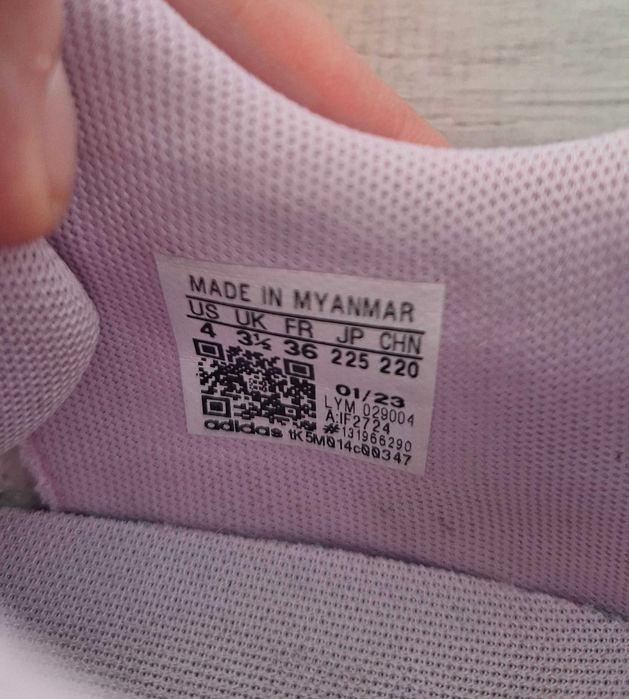 MADE IN MYANMAR
US UK FR JP CHN
4 3½ 36 225 220
01/23
LYM 029004
A:IF2724
#131966290
adidas tK5M014c00347